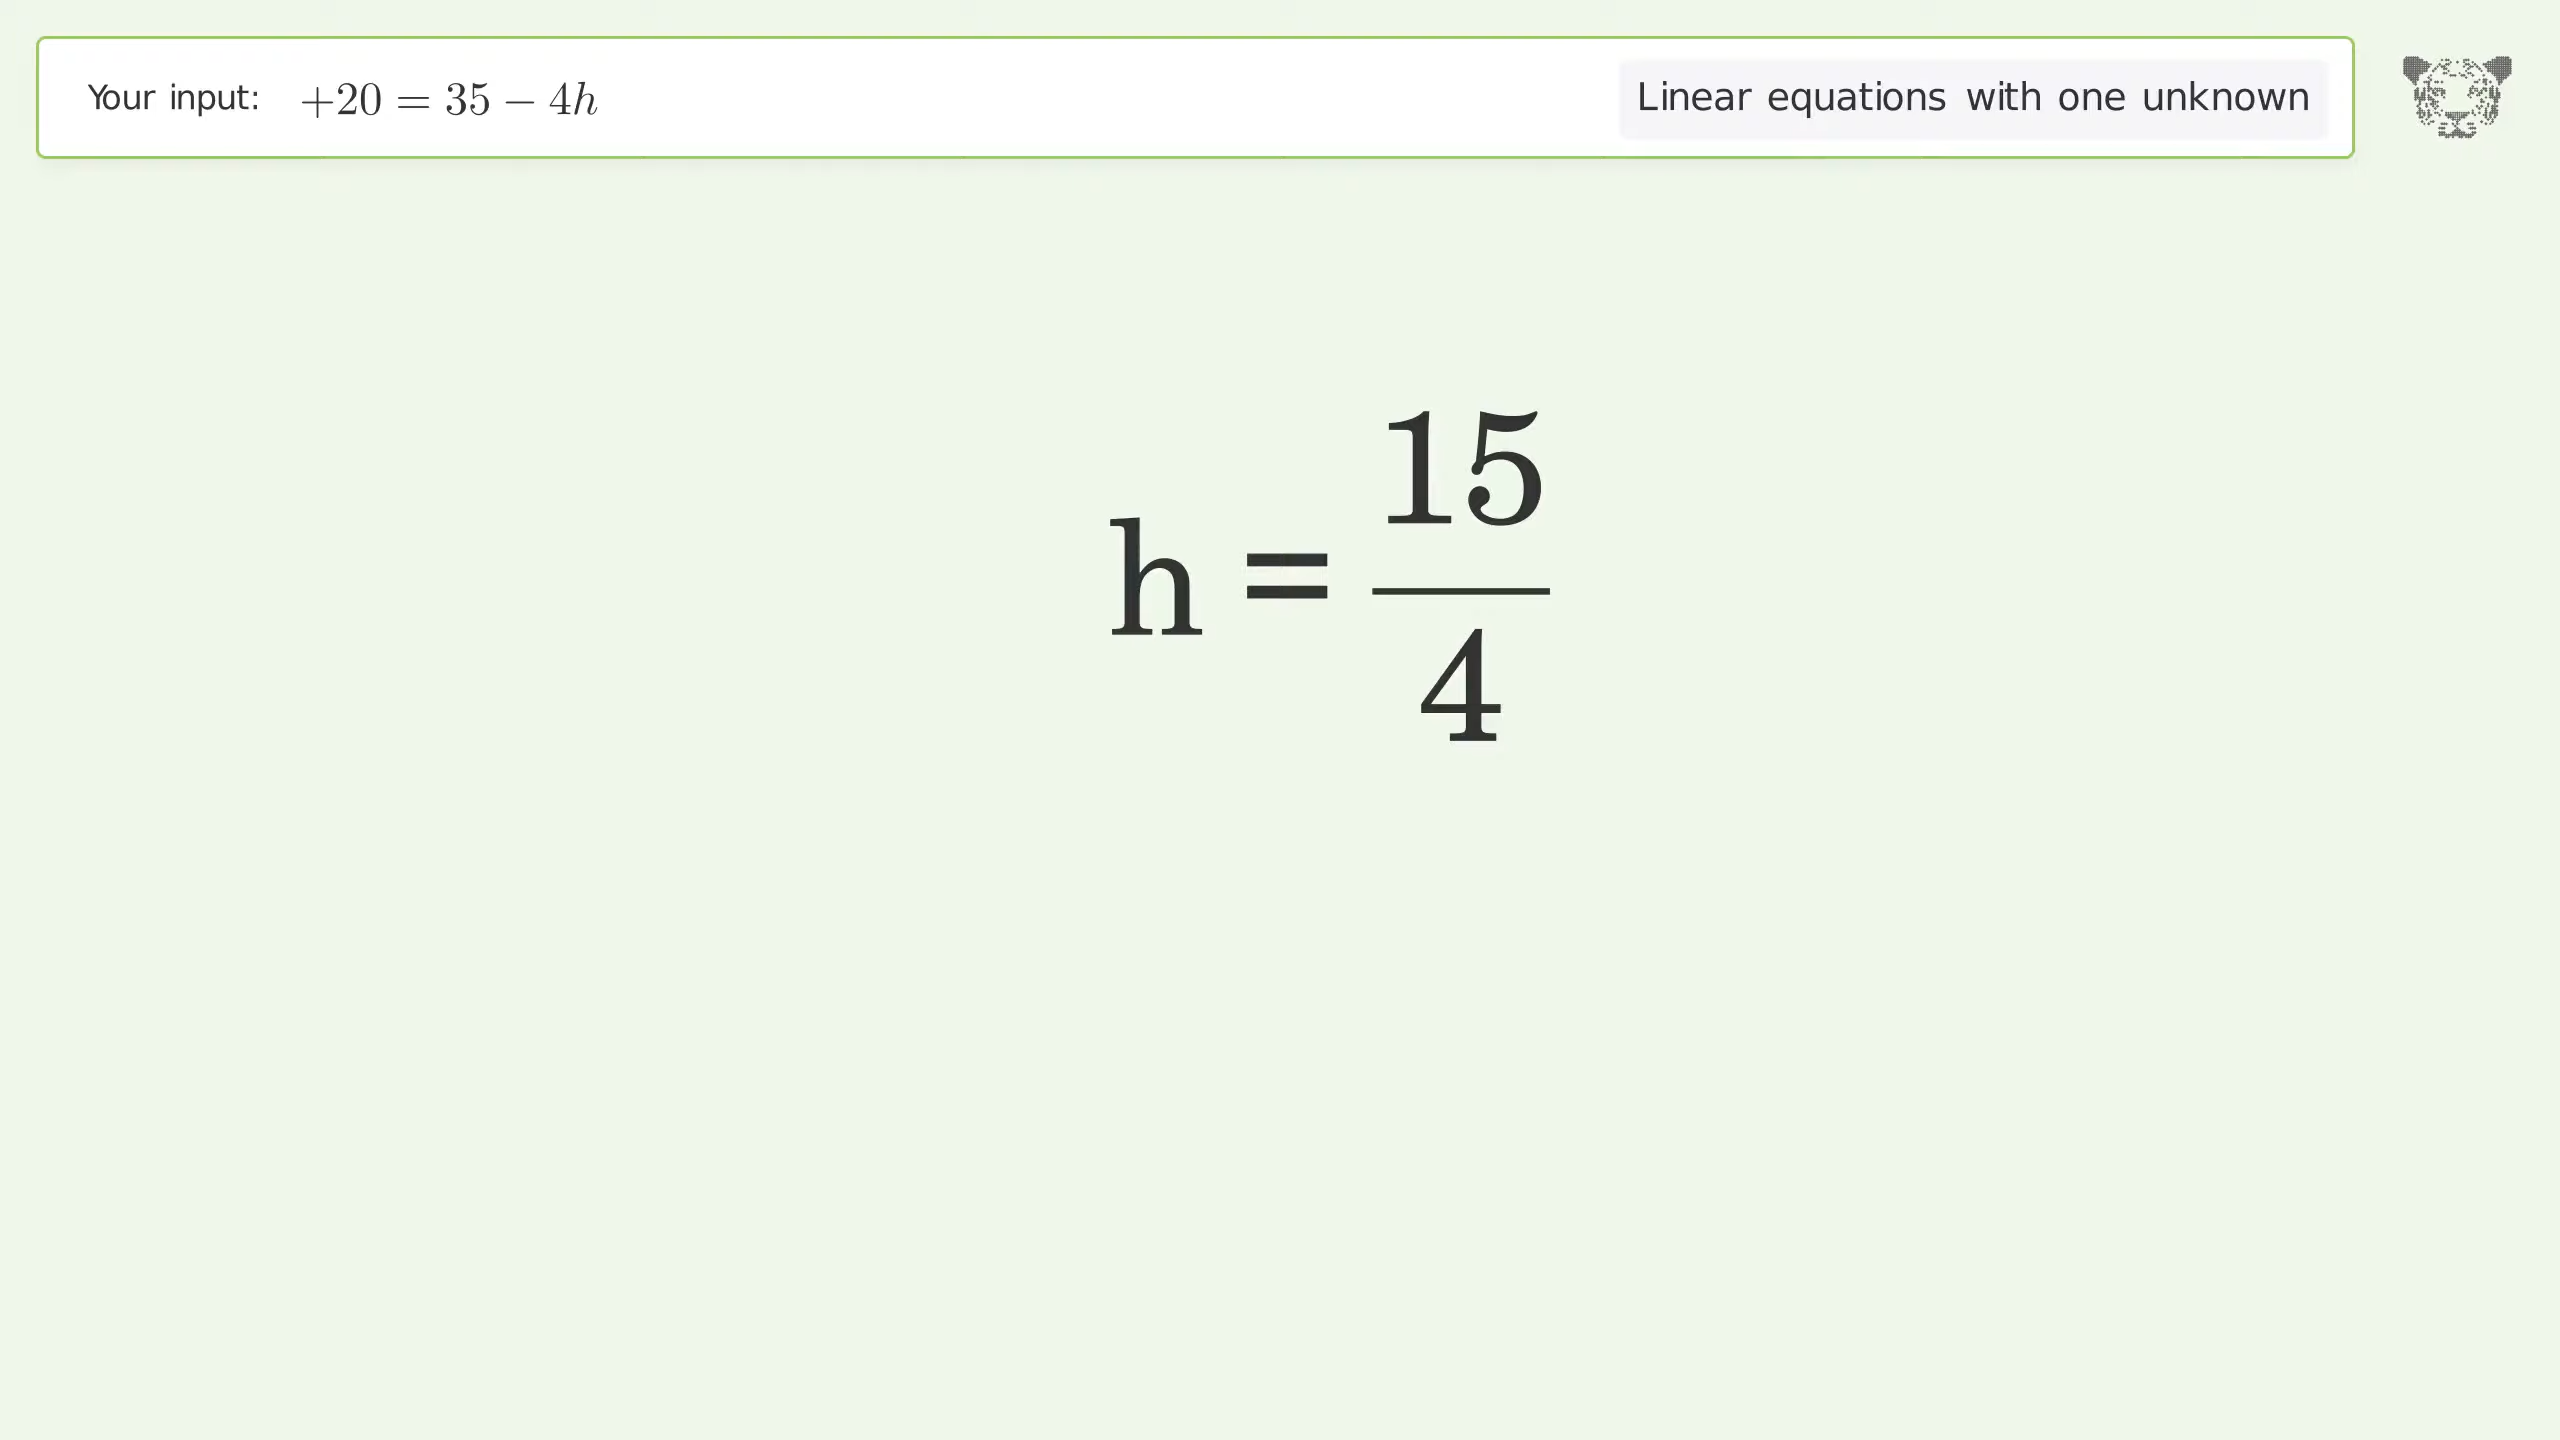 Your input: +20 = 35 − 4h
Linear equations with one unknown
h = 15/4